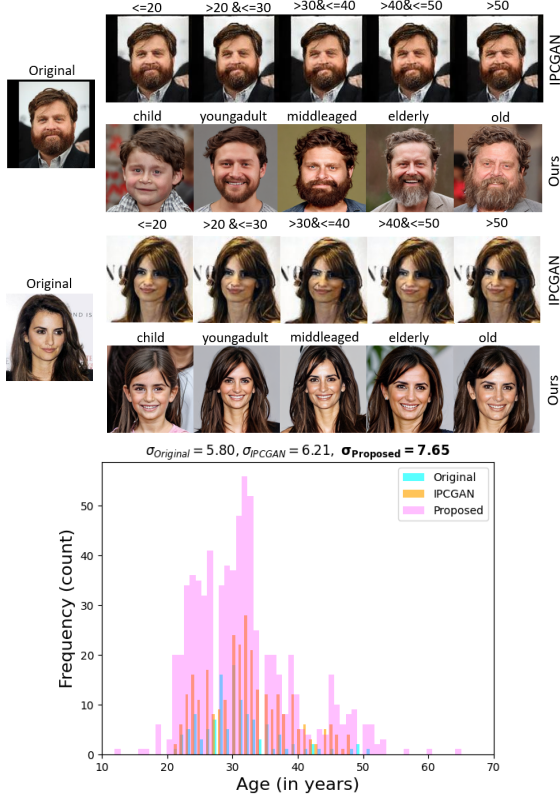 <=20 >20 &<=30 >30&<=40 >40&<=50 >50
IPCGAN
Original
child youngadult middleaged elderly old
Ours
<=20 >20 &<=30 >30&<=40 >40&<=50 >50
IPCGAN
Original
child youngadult middleaged elderly old
Ours
σOriginal = 5.80, σIPCGAN = 6.21, σProposed = 7.65
Original
IPCGAN
Proposed
Frequency (count)
50
40
30
20
10
0
10 20 30 40 50 60 70
Age (in years)